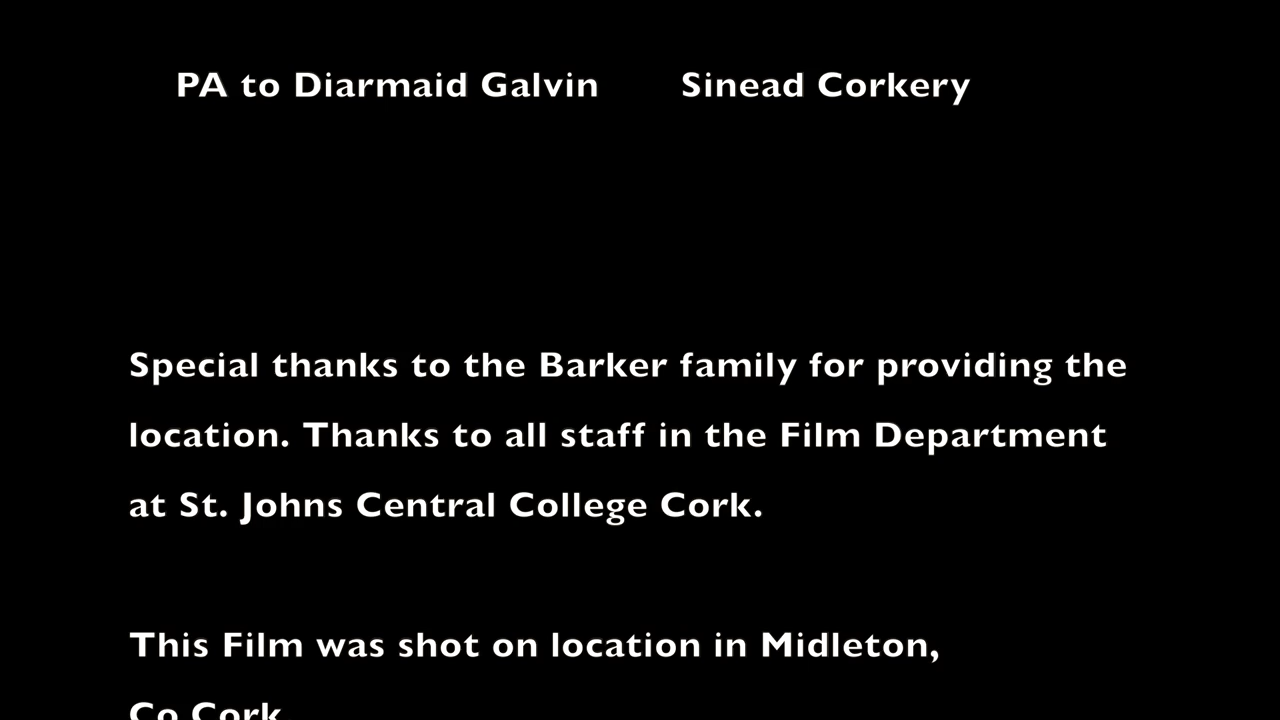 PA to Diarmaid Galvin Sinead Corkery
Special thanks to the Barker family for providing the
location. Thanks to all staff in the Film Department
at St. Johns Central College Cork.
This Film was shot on location in Midleton,
Co Cork